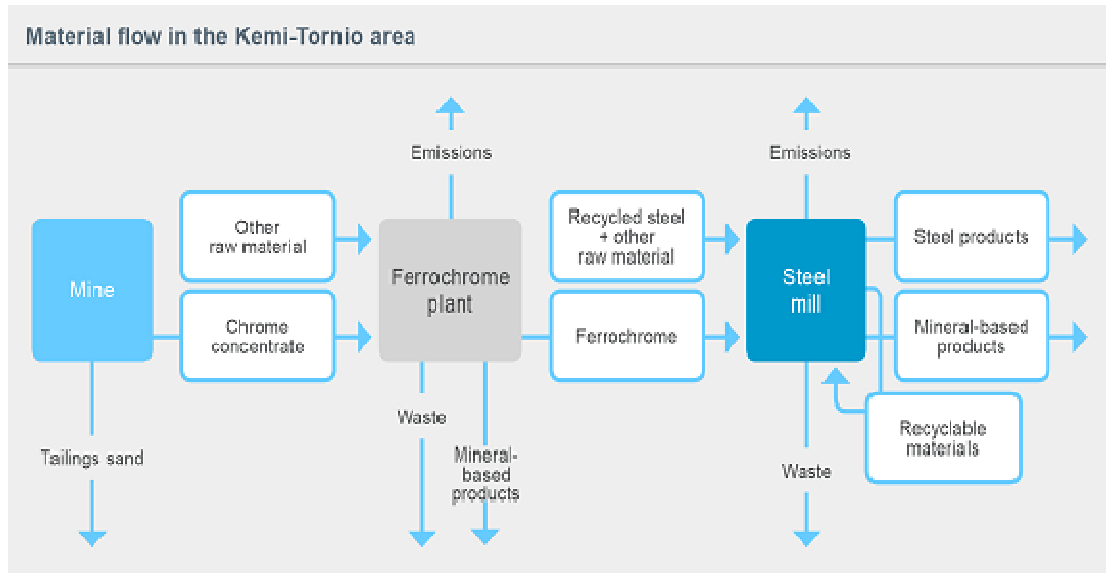 Material flow in the Kemi-Tornio area
Emissions
Emissions
Other
raw material
Recycled steel
+ other
raw material
Steel products
Mine
Ferrochrome
plant
Steel
mill
Chrome
concentrate
Ferrochrome
Mineral-based
products
Waste
Recyclable
materials
Tailings sand
Mineral-
based
products
Waste